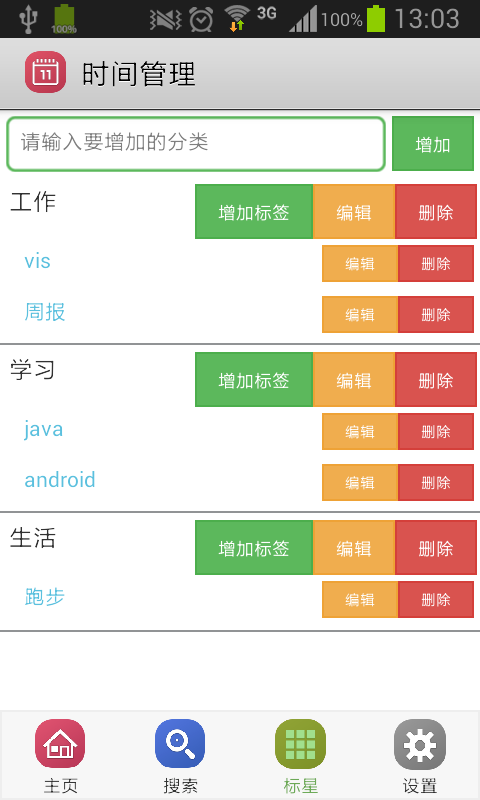 100%
3G
100%
13:03
11
时间管理
请输入要增加的分类
增加
工作
增加标签
编辑
删除
vis
编辑
删除
周报
编辑
删除
学习
增加标签
编辑
删除
java
编辑
删除
android
编辑
删除
生活
增加标签
编辑
删除
跑步
编辑
删除
主页
搜索
标星
设置